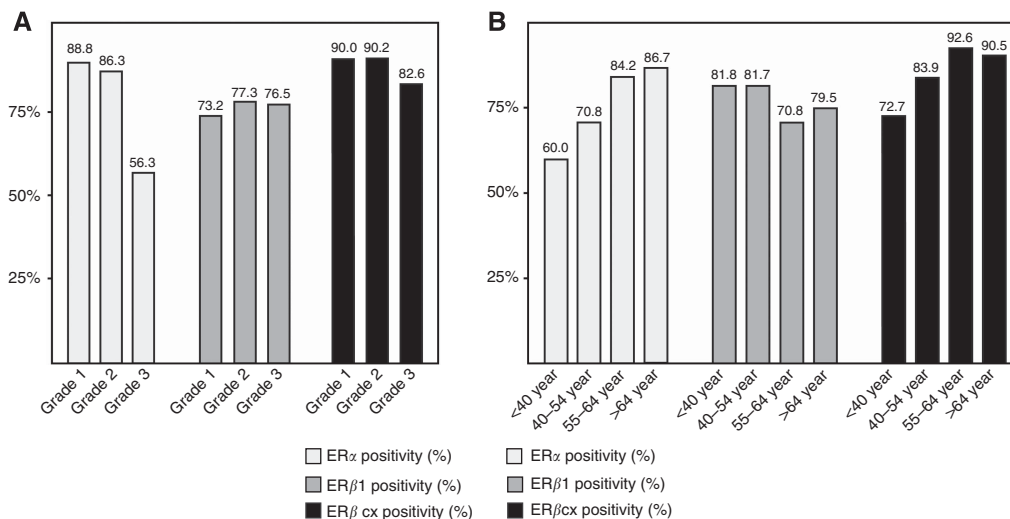 A
88.8
86.3
56.3
73.2
77.3
76.5
90.0
90.2
82.6
75%
50%
25%
Grade 1
Grade 2
Grade 3
Grade 1
Grade 2
Grade 3
Grade 1
Grade 2
Grade 3
ERα positivity (%)
ERβ1 positivity (%)
ERβ cx positivity (%)
B
60.0
70.8
84.2
86.7
81.8
81.7
70.8
79.5
72.7
83.9
92.6
90.5
75%
50%
25%
<40 year
40–54 year
55–64 year
>64 year
<40 year
40–54 year
55–64 year
>64 year
<40 year
40–54 year
55–64 year
>64 year
ERα positivity (%)
ERβ1 positivity (%)
ERβcx positivity (%)